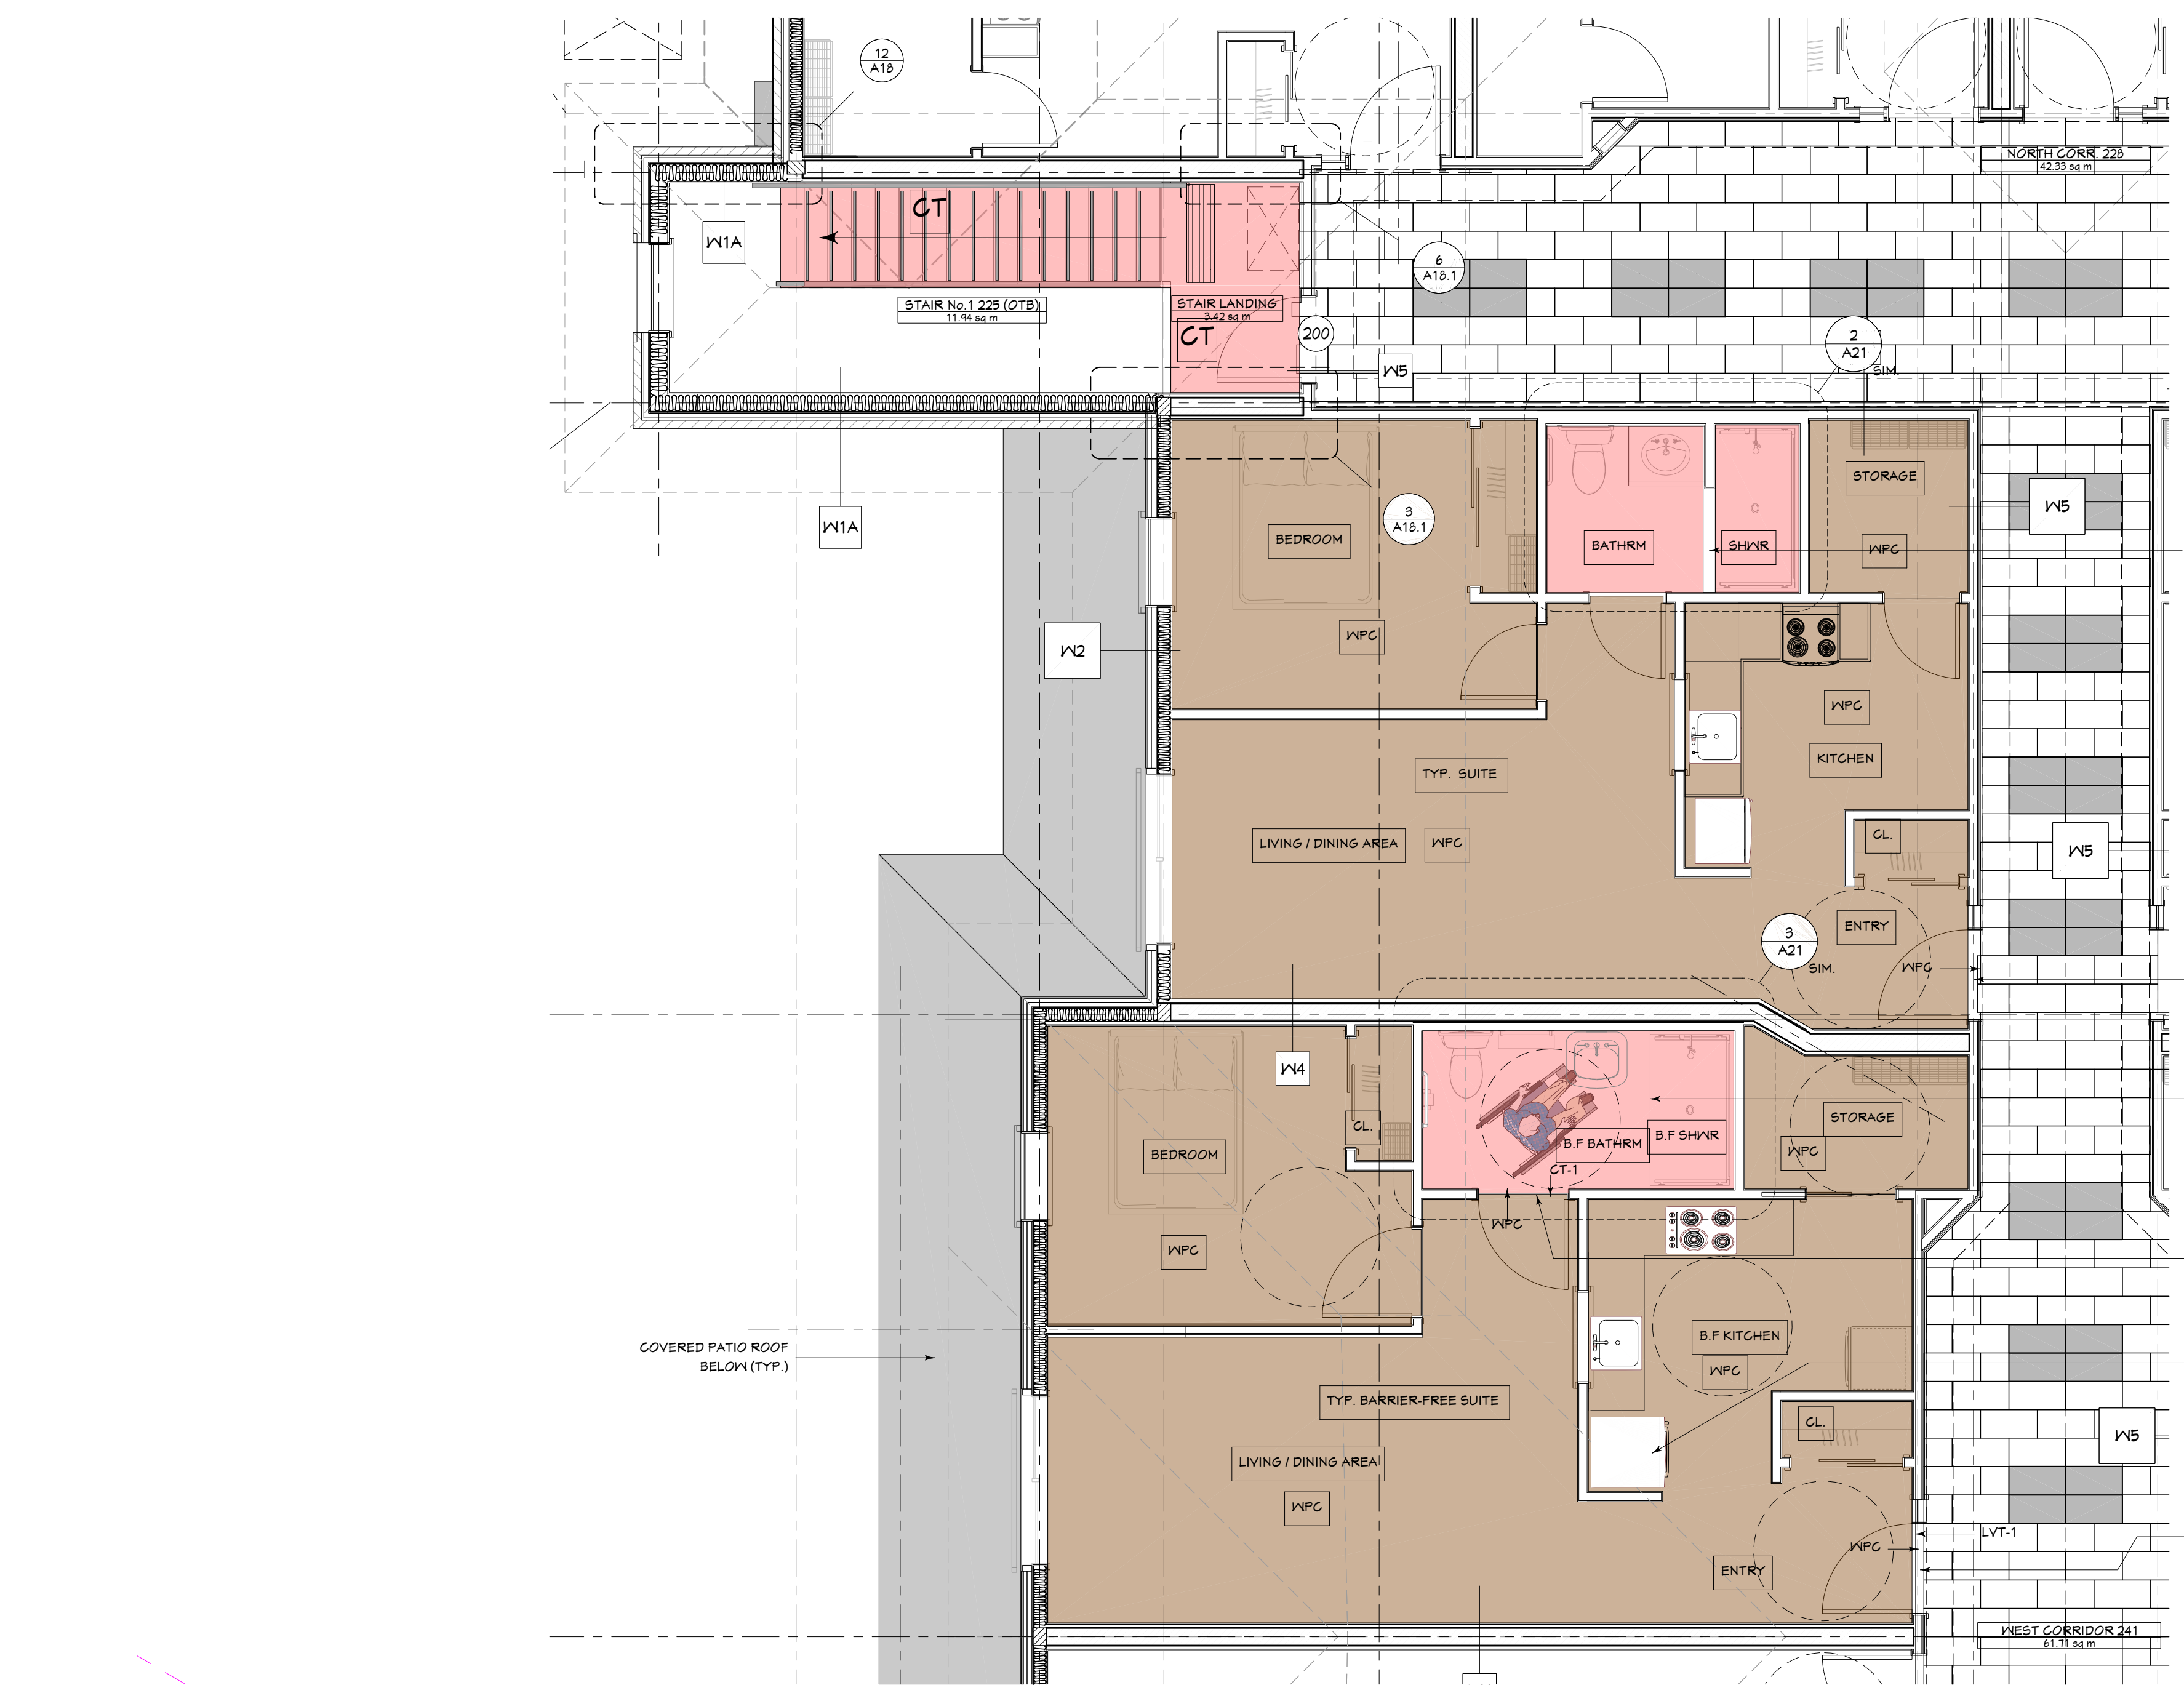 12
A18
NORTH CORR. 228
42.33 sq m
CT
W1A
6
A18.1
STAIR No.1 225 (OTB)
11.94 sq m
STAIR LANDING
3.42 sq m
CT
200
2
A21
SIM.
W5
STORAGE
W5
3
A18.1
W1A
BEDROOM
BATHRM
SHWR
WPC
WPC
W2
WPC
KITCHEN
TYP. SUITE
CL.
LIVING / DINING AREA
WPC
W5
ENTRY
3
A21
SIM.
WPC
W4
STORAGE
CL.
B.F BATHRM
B.F SHWR
BEDROOM
WPC
CT-1
WPC
WPC
B.F KITCHEN
COVERED PATIO ROOF
BELOW (TYP.)
WPC
TYP. BARRIER-FREE SUITE
CL.
W5
LIVING / DINING AREA
WPC
LVT-1
WPC
ENTRY
WEST CORRIDOR 241
61.71 sq m